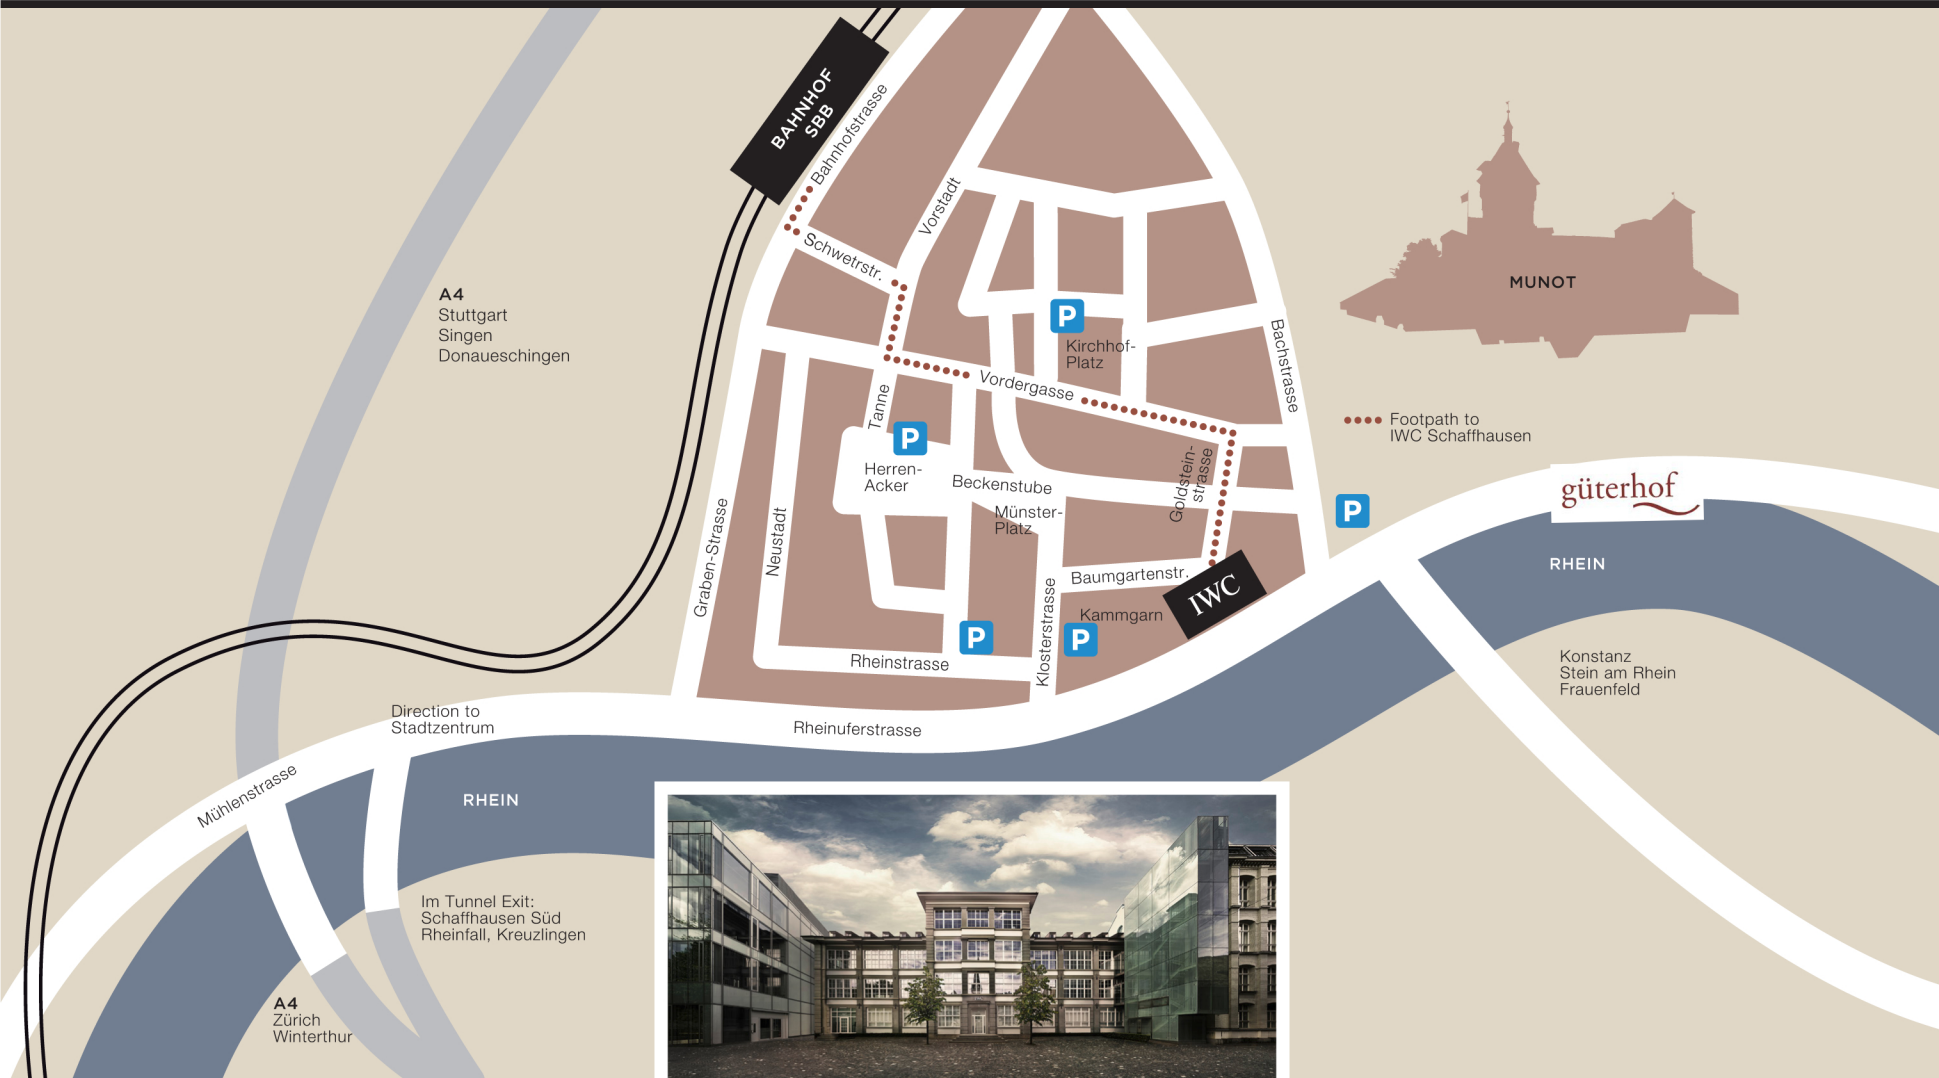 BAHNHOF
SBB
Bahnhofstrasse
Schwetrstr.
Vorstadt
A4
Stuttgart
Singen
Donaueschingen
MUNOT
P
Kirchhof-
Platz
Bachstrasse
Vordergasse
Tanne
Footpath to
IWC Schaffhausen
P
Herren-
Acker
Beckenstube
Goldstein-
strasse
güterhof
P
Münster-
Platz
Graben-Strasse
Neustadt
RHEIN
Baumgartenstr.
IWC
Kammgarn
P
P
Klosterstrasse
Rheinstrasse
Konstanz
Stein am Rhein
Frauenfeld
Direction to
Stadtzentrum
Rheinuferstrasse
Mühlenstrasse
RHEIN
Im Tunnel Exit:
Schaffhausen Süd
Rheinfall, Kreuzlingen
A4
Zürich
Winterthur